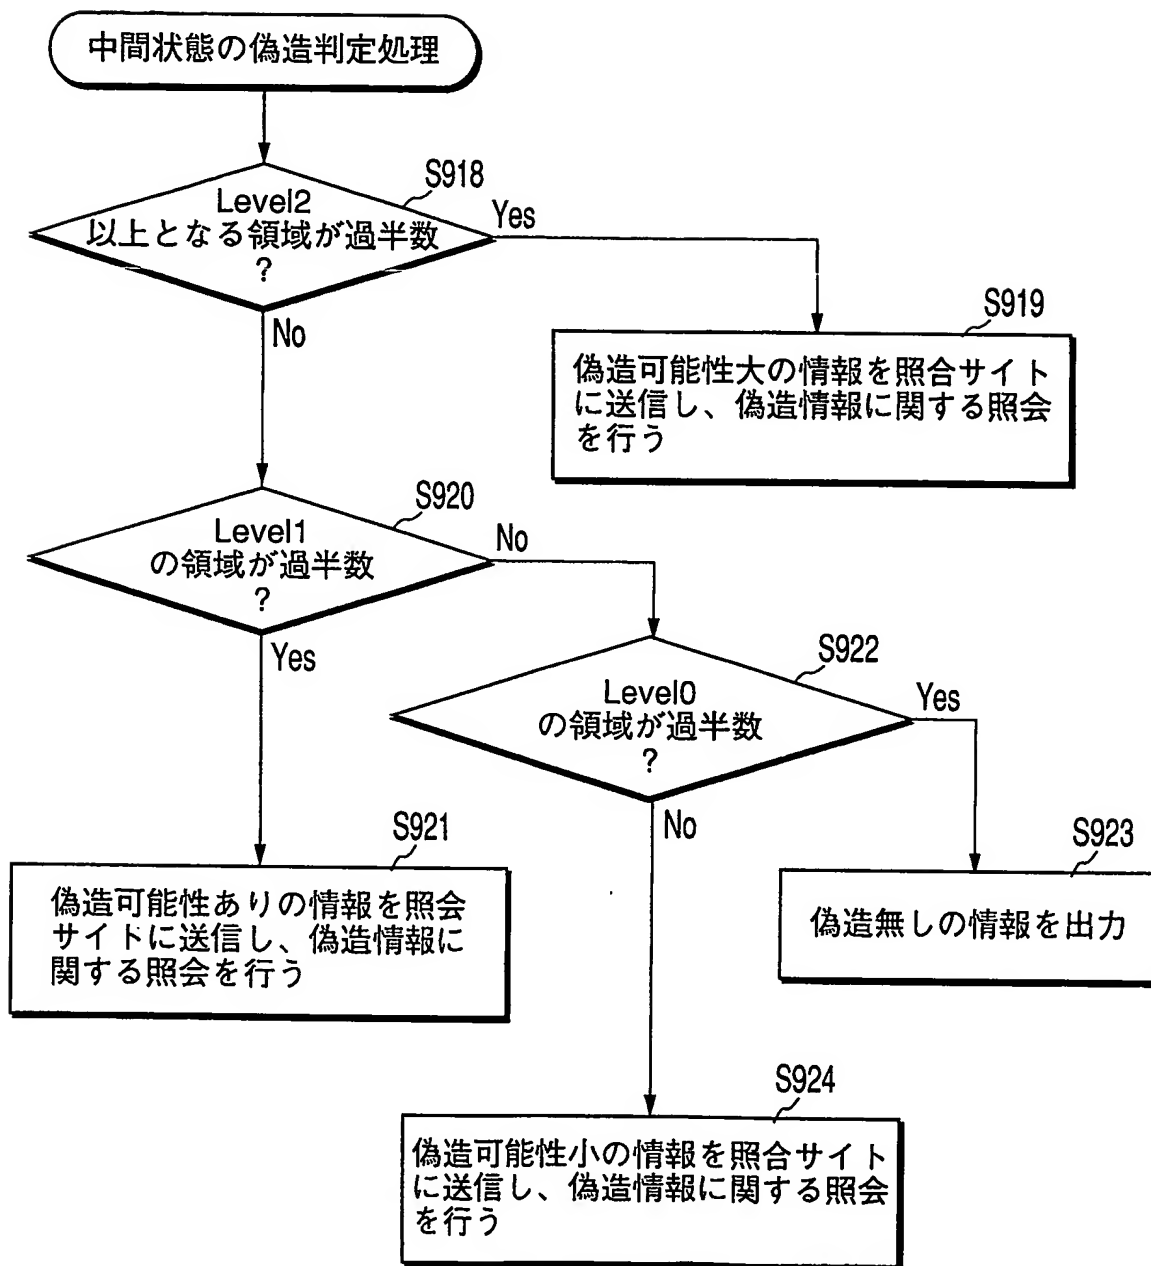 中間状態の偽造判定処理
S918
Level2
以上となる領域が過半数
?
Yes
No
S919
偽造可能性大の情報を照合サイト
に送信し、偽造情報に関する照会
を行う
S920
Level1
の領域が過半数
?
No
Yes
S922
Level0
の領域が過半数
?
Yes
No
S921
偽造可能性ありの情報を照会
サイトに送信し、偽造情報に
関する照会を行う
S923
偽造無しの情報を出力
S924
偽造可能性小の情報を照合サイト
に送信し、偽造情報に関する照会
を行う